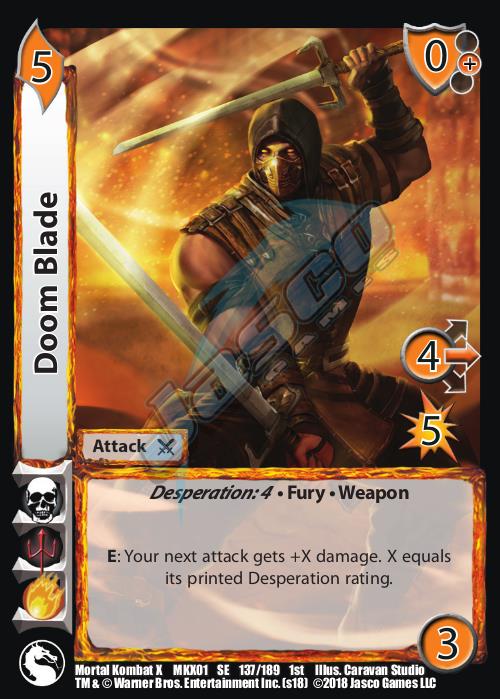 5
0
+
Doom Blade
4
5
Attack
Desperation: 4 • Fury • Weapon
E: Your next attack gets +X damage. X equals
its printed Desperation rating.
3
Mortal Kombat X MKX01 SE 137/189 1st Illus. Caravan Studio
TM & © Warner Bros. Entertainment Inc. (s18) ©2018 Jasco Games LLC
JASCO
GAMES